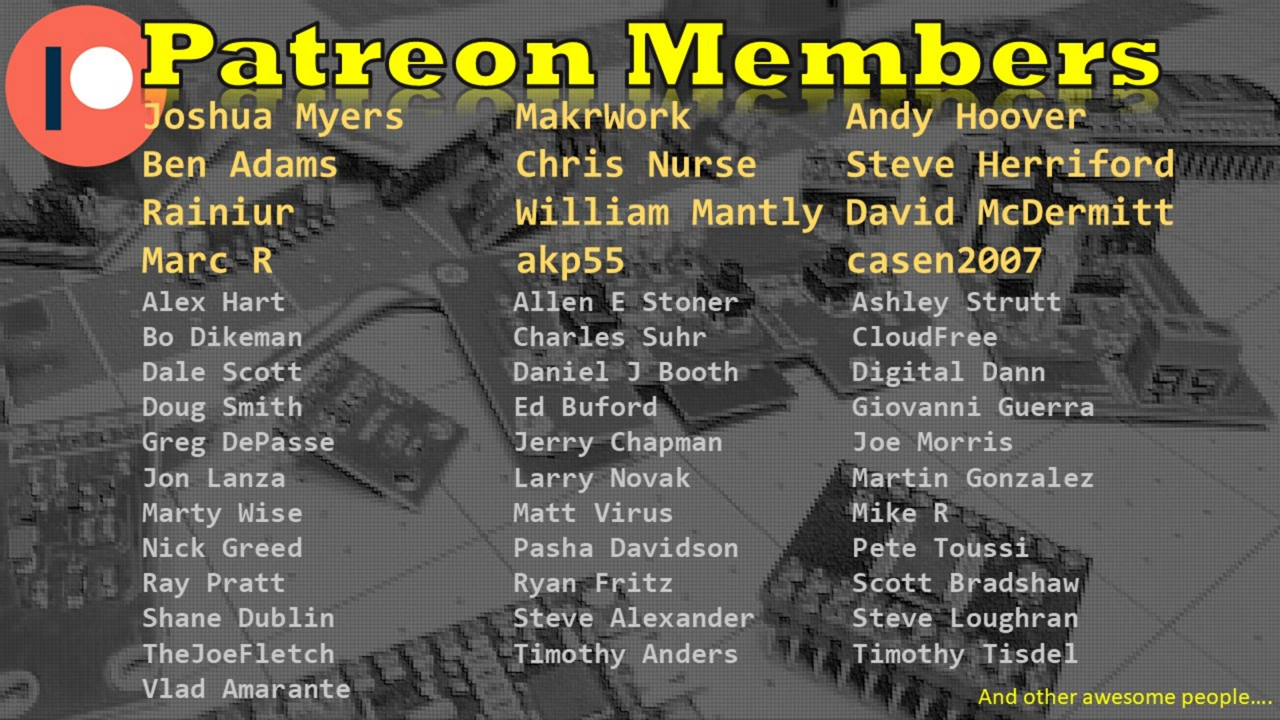 Patreon Members
Joshua Myers MakrWork Andy Hoover
Ben Adams Chris Nurse Steve Herriford
Rainiur William Mantly David McDermitt
Marc R akp55 casen2007
Alex Hart Allen E Stoner Ashley Strutt
Bo Dikeman Charles Suhr CloudFree
Dale Scott Daniel J Booth Digital Dann
Doug Smith Ed Buford Giovanni Guerra
Greg DePasse Jerry Chapman Joe Morris
Jon Lanza Larry Novak Martin Gonzalez
Marty Wise Matt Virus Mike R
Nick Greed Pasha Davidson Pete Toussi
Ray Pratt Ryan Fritz Scott Bradshaw
Shane Dublin Steve Alexander Steve Loughran
TheJoeFletch Timothy Anders Timothy Tisdel
Vlad Amarante
And other awesome people....